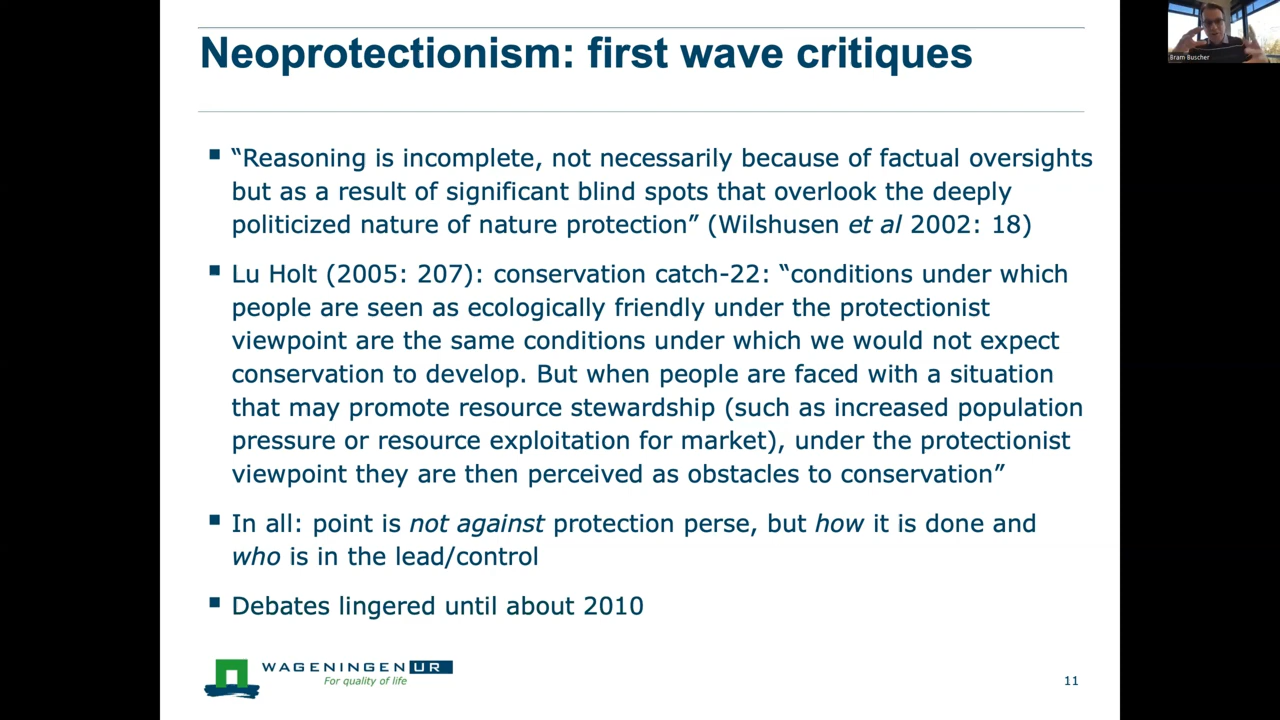 Neoprotectionism: first wave critiques
Bram Buscher
▪ “Reasoning is incomplete, not necessarily because of factual oversights
but as a result of significant blind spots that overlook the deeply
politicized nature of nature protection” (Wilshusen et al 2002: 18)
▪ Lu Holt (2005: 207): conservation catch-22: “conditions under which
people are seen as ecologically friendly under the protectionist
viewpoint are the same conditions under which we would not expect
conservation to develop. But when people are faced with a situation
that may promote resource stewardship (such as increased population
pressure or resource exploitation for market), under the protectionist
viewpoint they are then perceived as obstacles to conservation”
▪ In all: point is not against protection perse, but how it is done and
who is in the lead/control
▪ Debates lingered until about 2010
WAGENINGEN UR
For quality of life
11